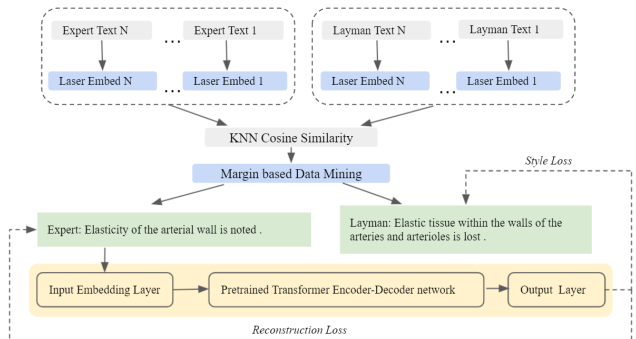 Expert Text N ... Expert Text 1
Layman Text N ... Layman Text 1
Laser Embed N ... Laser Embed 1
Laser Embed N ... Laser Embed 1
KNN Cosine Similarity
Margin based Data Mining
Style Loss
Expert: Elasticity of the arterial wall is noted .
Layman: Elastic tissue within the walls of the
arteries and arterioles is lost .
Input Embedding Layer
Pretrained Transformer Encoder-Decoder network
Output Layer
Reconstruction Loss